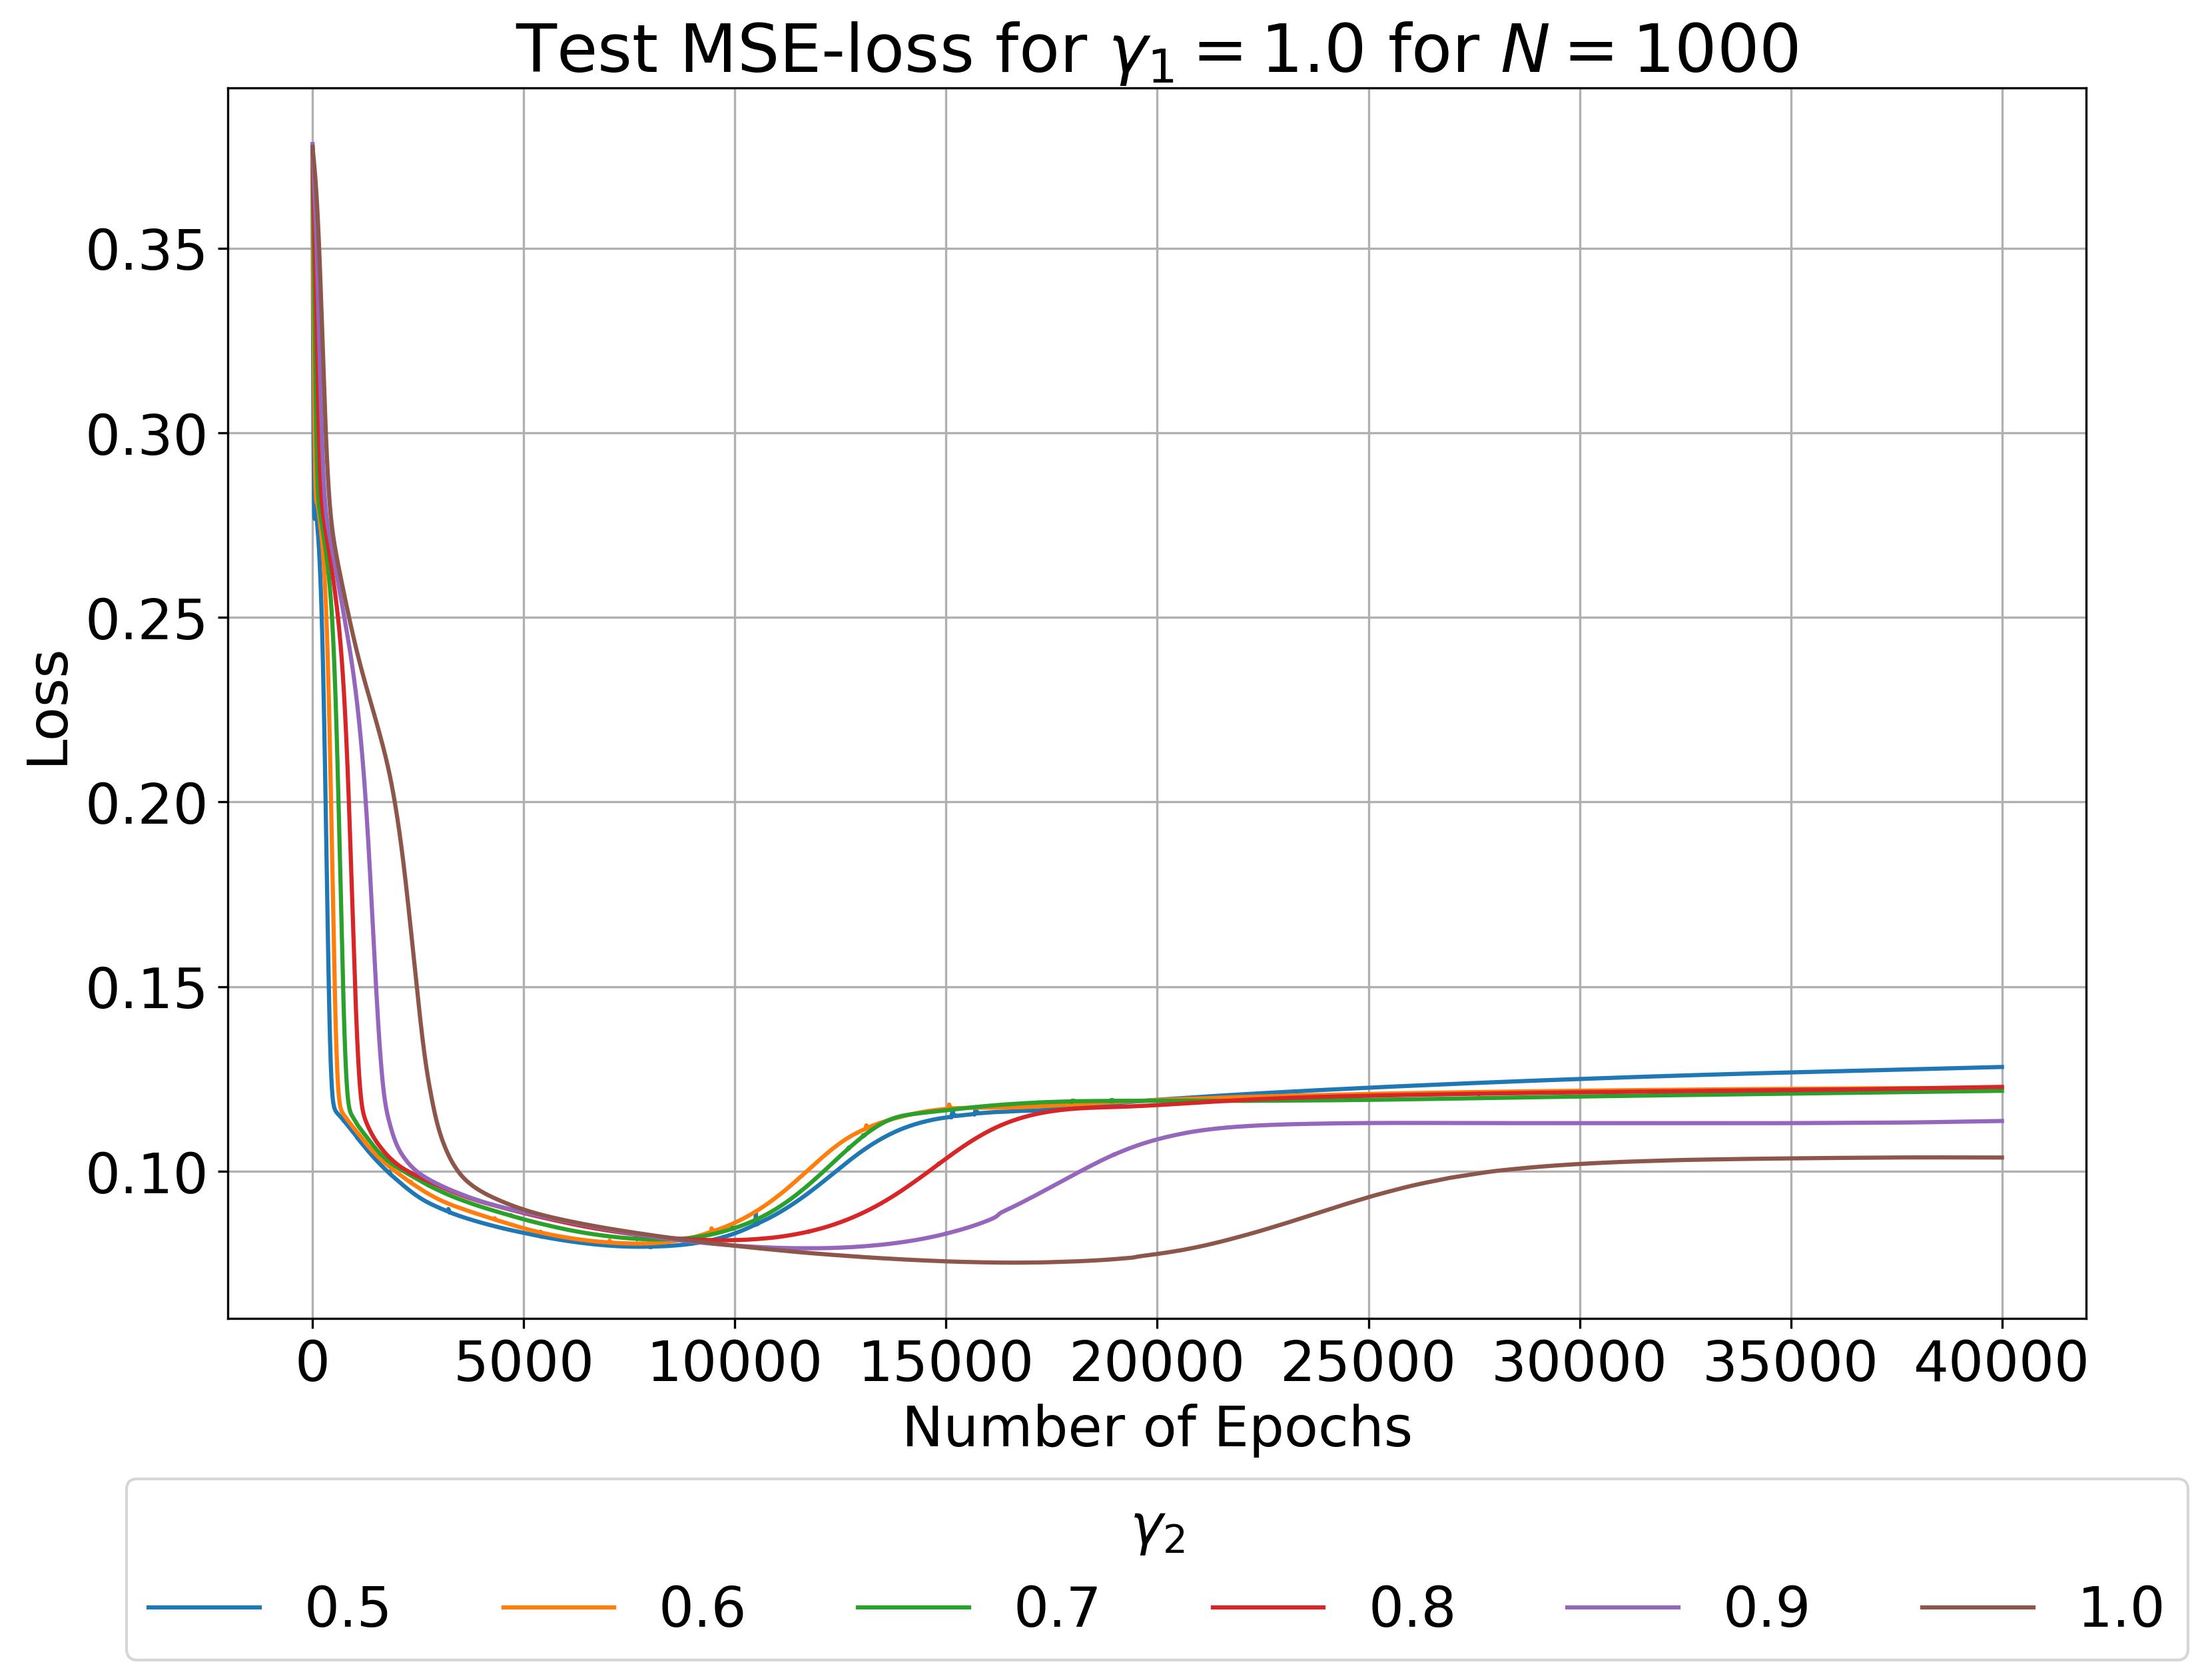 Test MSE-loss for γ₁ = 1.0 for N = 1000
0.35
0.30
0.25
0.20
0.15
0.10
Loss
0 5000 10000 15000 20000 25000 30000 35000 40000
Number of Epochs
γ₂
0.5 0.6 0.7 0.8 0.9 1.0